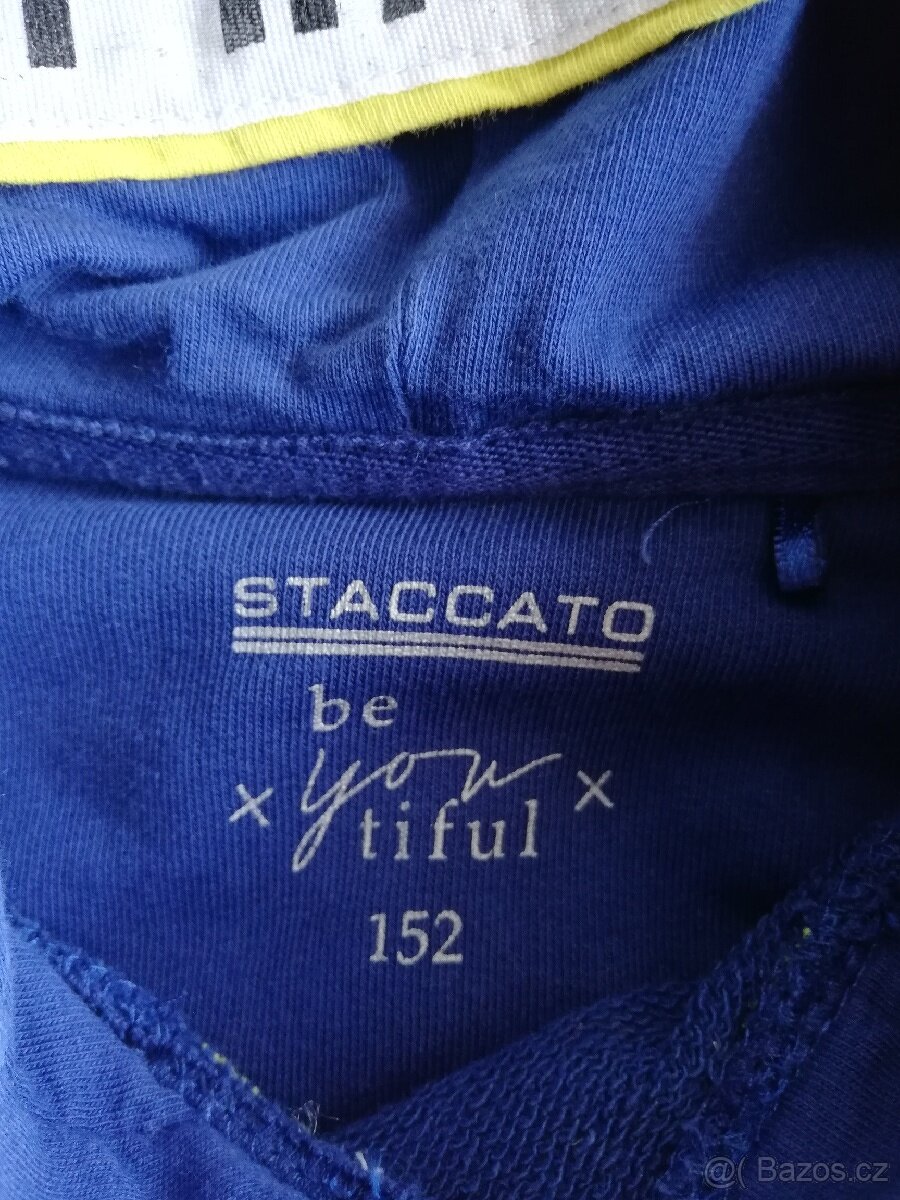 STACCATO
be
x you x
tiful
152
@( Bazos.cz